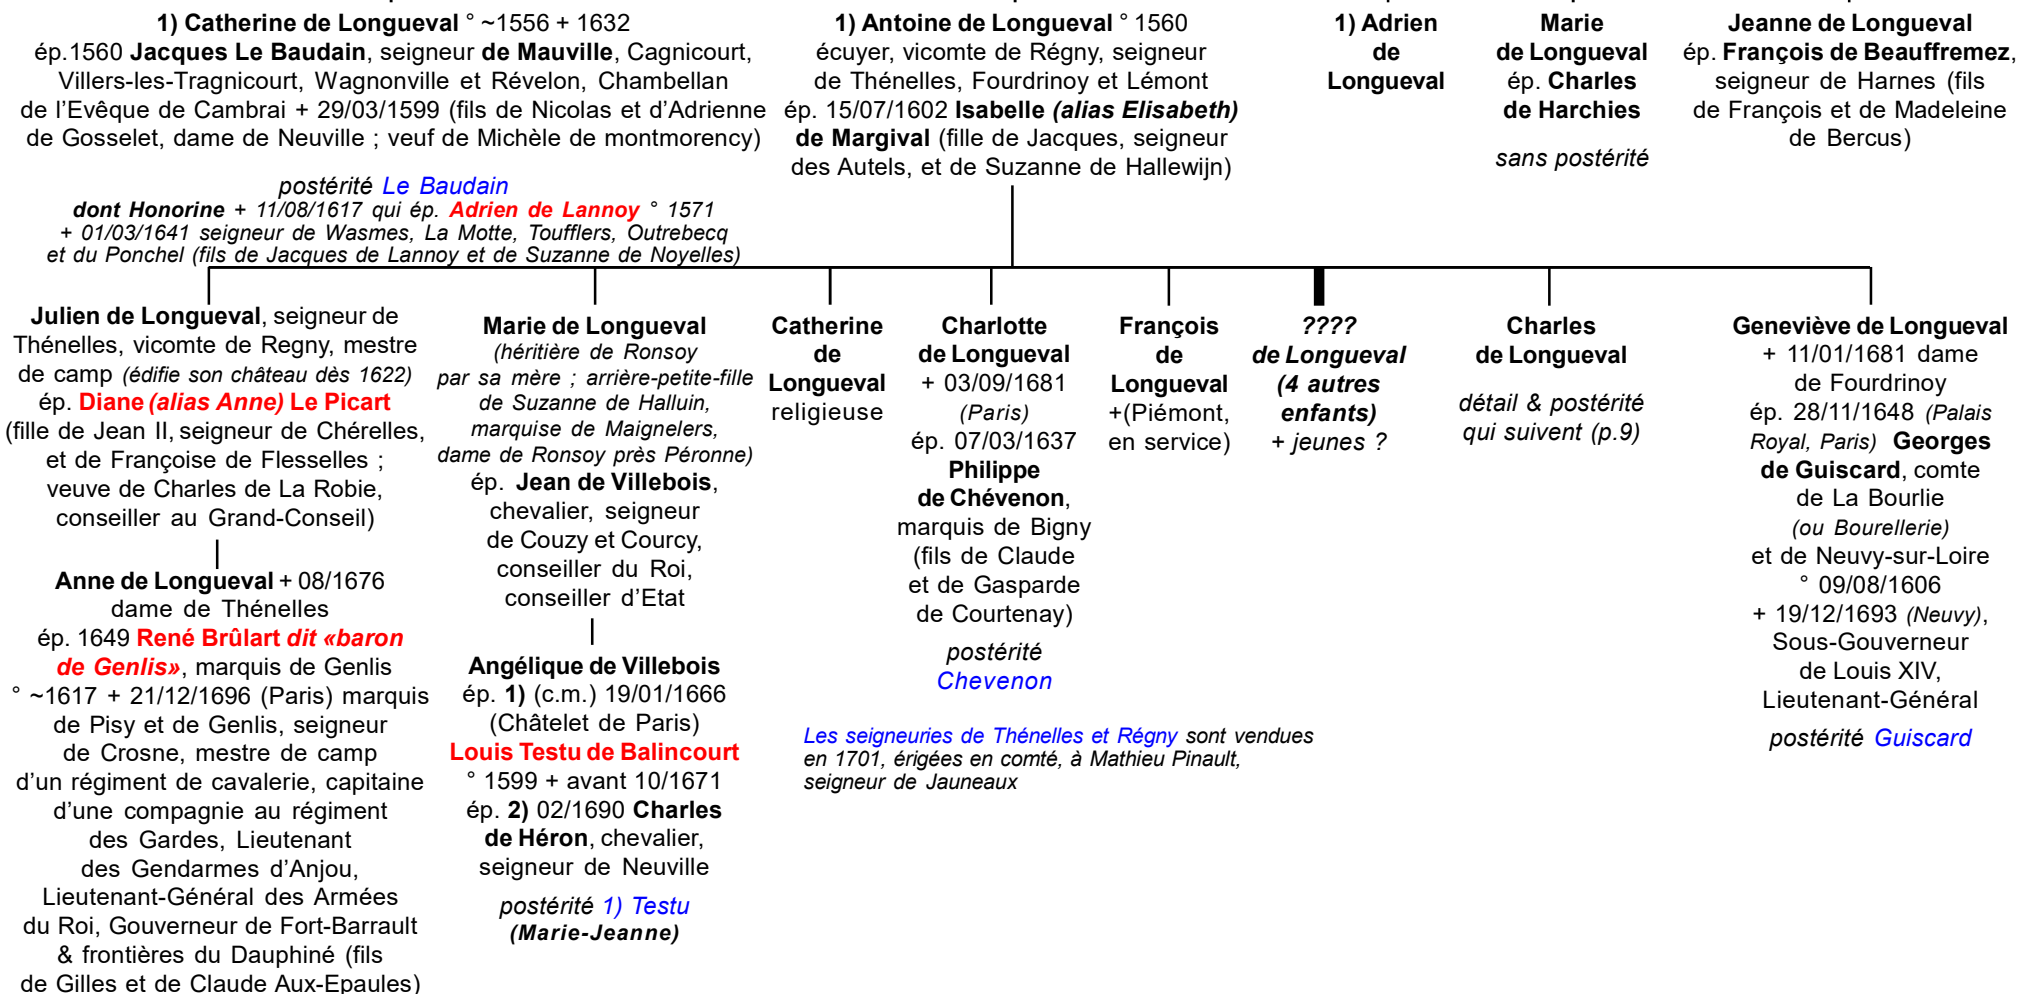 1) Catherine de Longueval ° ~1556 + 1632
ép.1560 Jacques Le Baudain, seigneur de Mauville, Cagnicourt,
Villers-les-Tragnicourt, Wagnonville et Révelon, Chambellan
de l'Evêque de Cambrai + 29/03/1599 (fils de Nicolas et d'Adrienne
de Gosselet, dame de Neuville ; veuf de Michèle de montmorency)
postérité Le Baudain
dont Honorine + 11/08/1617 qui ép. Adrien de Lannoy ° 1571
+ 01/03/1641 seigneur de Wasmes, La Motte, Toufflers, Outrebecq
et du Ponchel (fils de Jacques de Lannoy et de Suzanne de Noyelles)
1) Antoine de Longueval ° 1560
écuyer, vicomte de Régny, seigneur
de Thénelles, Fourdrinoy et Lémont
ép. 15/07/1602 Isabelle (alias Elisabeth)
de Margival (fille de Jacques, seigneur
des Autels, et de Suzanne de Hallewijn)
1) Adrien
de
Longueval
Marie
de Longueval
ép. Charles
de Harchies
sans postérité
Jeanne de Longueval
ép. François de Beauffremez,
seigneur de Harnes (fils
de François et de Madeleine
de Bercus)
Julien de Longueval, seigneur de
Thénelles, vicomte de Regny, mestre
de camp (édifie son château dès 1622)
ép. Diane (alias Anne) Le Picart
(fille de Jean II, seigneur de Chérelles,
et de Françoise de Flesselles ;
veuve de Charles de La Robie,
conseiller au Grand-Conseil)
Anne de Longueval + 08/1676
dame de Thénelles
ép. 1649 René Brûlart dit «baron
de Genlis», marquis de Genlis
° ~1617 + 21/12/1696 (Paris) marquis
de Pisy et de Genlis, seigneur
de Crosne, mestre de camp
d'un régiment de cavalerie, capitaine
d'une compagnie au régiment
des Gardes, Lieutenant
des Gendarmes d'Anjou,
Lieutenant-Général des Armées
du Roi, Gouverneur de Fort-Barrault
& frontières du Dauphiné (fils
de Gilles et de Claude Aux-Epaules)
Marie de Longueval
(héritière de Ronsoy
par sa mère ; arrière-petite-fille
de Suzanne de Halluin,
marquise de Maignelers,
dame de Ronsoy près Péronne)
ép. Jean de Villebois,
chevalier, seigneur
de Couzy et Courcy,
conseiller du Roi,
conseiller d'Etat
Angélique de Villebois
ép. 1) (c.m.) 19/01/1666
(Châtelet de Paris)
Louis Testu de Balincourt
° 1599 + avant 10/1671
ép. 2) 02/1690 Charles
de Héron, chevalier,
seigneur de Neuville
postérité 1) Testu
(Marie-Jeanne)
Catherine
de
Longueval
religieuse
Charlotte
de Longueval
+ 03/09/1681
(Paris)
ép. 07/03/1637
Philippe
de Chévenon,
marquis de Bigny
(fils de Claude
et de Gasparde
de Courtenay)
postérité
Chevenon
François
de
Longueval
+(Piémont,
en service)
????
de Longueval
(4 autres
enfants)
+ jeunes ?
Charles
de Longueval
détail & postérité
qui suivent (p.9)
Geneviève de Longueval
+ 11/01/1681 dame
de Fourdrinoy
ép. 28/11/1648 (Palais
Royal, Paris) Georges
de Guiscard, comte
de La Bourlie
(ou Bourellerie)
et de Neuvy-sur-Loire
° 09/08/1606
+ 19/12/1693 (Neuvy),
Sous-Gouverneur
de Louis XIV,
Lieutenant-Général
postérité Guiscard
Les seigneuries de Thénelles et Régny sont vendues
en 1701, érigées en comté, à Mathieu Pinault,
seigneur de Jauneaux